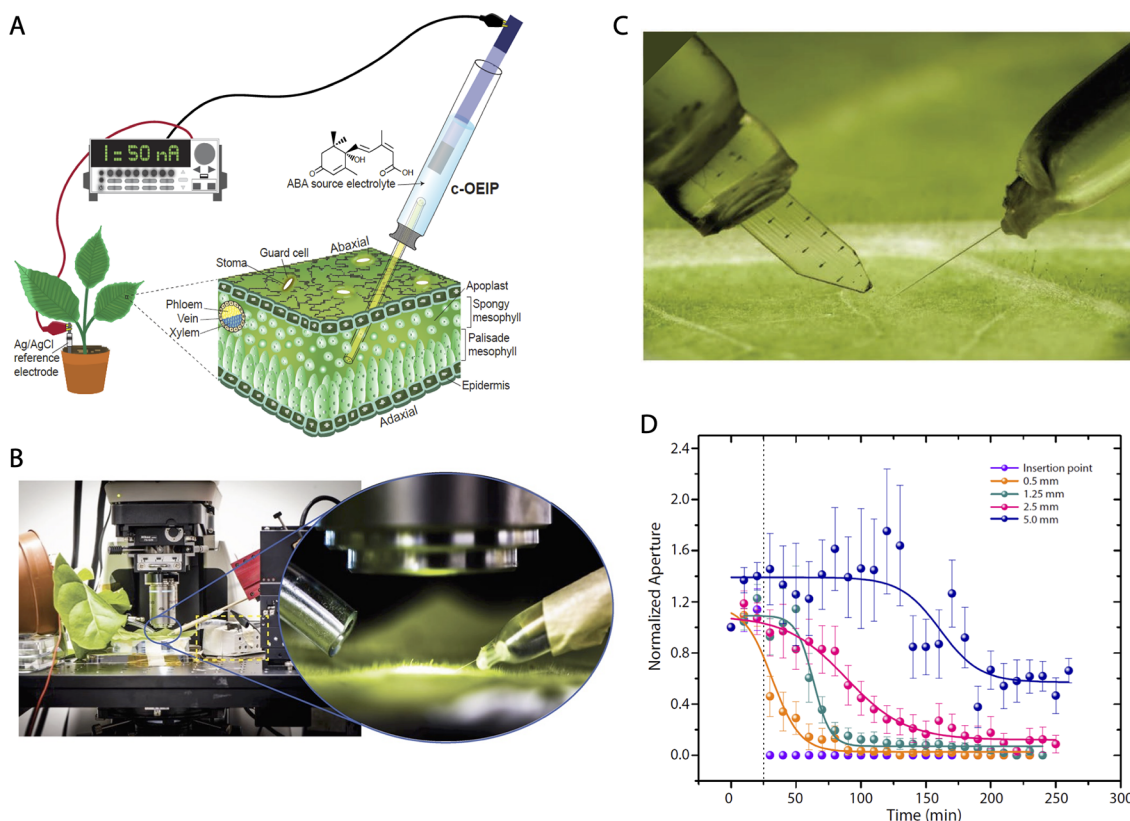 A
I = 50 nA
OH
O
O
OH
ABA source electrolyte
c-OEIP
Abaxial
Guard cell
Stoma
Apoplast
Phloem
Vein
Xylem
Spongy
mesophyll
Palisade
mesophyll
Ag/AgCl
reference
electrode
Epidermis
Adaxial
B
C
D
2.4
2.0
1.6
1.2
0.8
0.4
0.0
Normalized Aperture
Insertion point
0.5 mm
1.25 mm
2.5 mm
5.0 mm
0
50
100
150
200
250
300
Time (min)